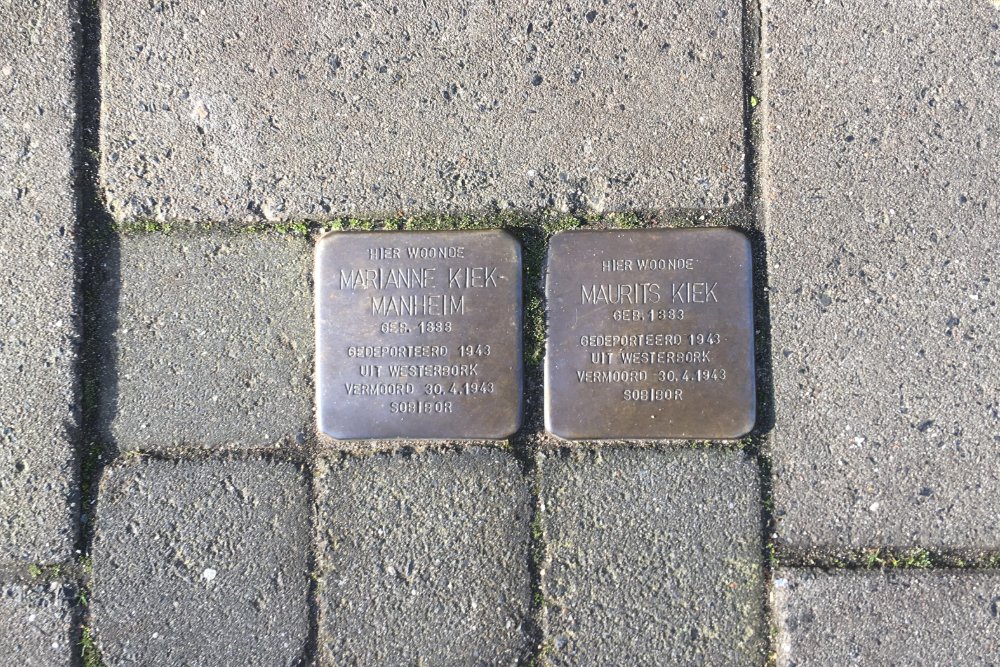 HIER WOONDE
MARIANNE KIEK-
MANHEIM
GEB. 1888
GEDEPORTEERD 1943
UIT WESTERBORK
VERMOORD 30.4.1943
SOBIBOR
HIER WOONDE
MAURITS KIEK
GEB. 1883
GEDEPORTEERD 1943
UIT WESTERBORK
VERMOORD 30.4.1943
SOBIBOR